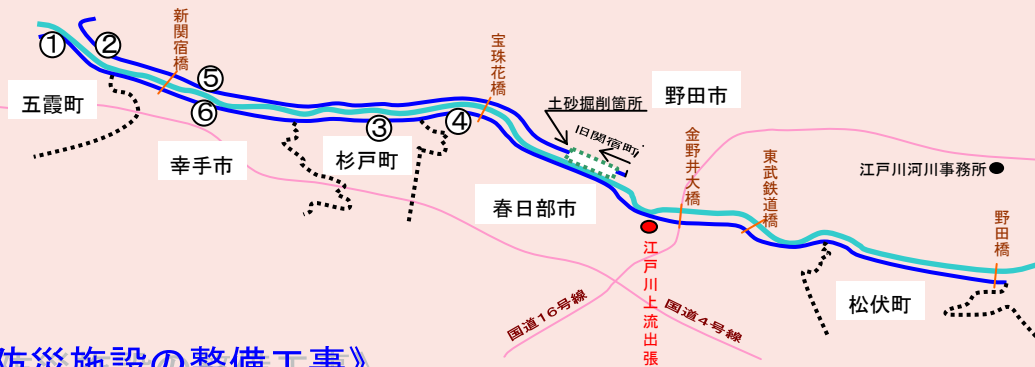 ①
②
新関宿橋
五霞町
⑤
⑥
幸手市
③
杉戸町
④
宝珠花橋
土砂掘削箇所
旧関宿町
野田市
春日部市
金野井大橋
東武鉄道橋
江戸川河川事務所
野田橋
江戸川上流出張
国道16号線
国道4号線
松伏町
防災施設の整備工事》